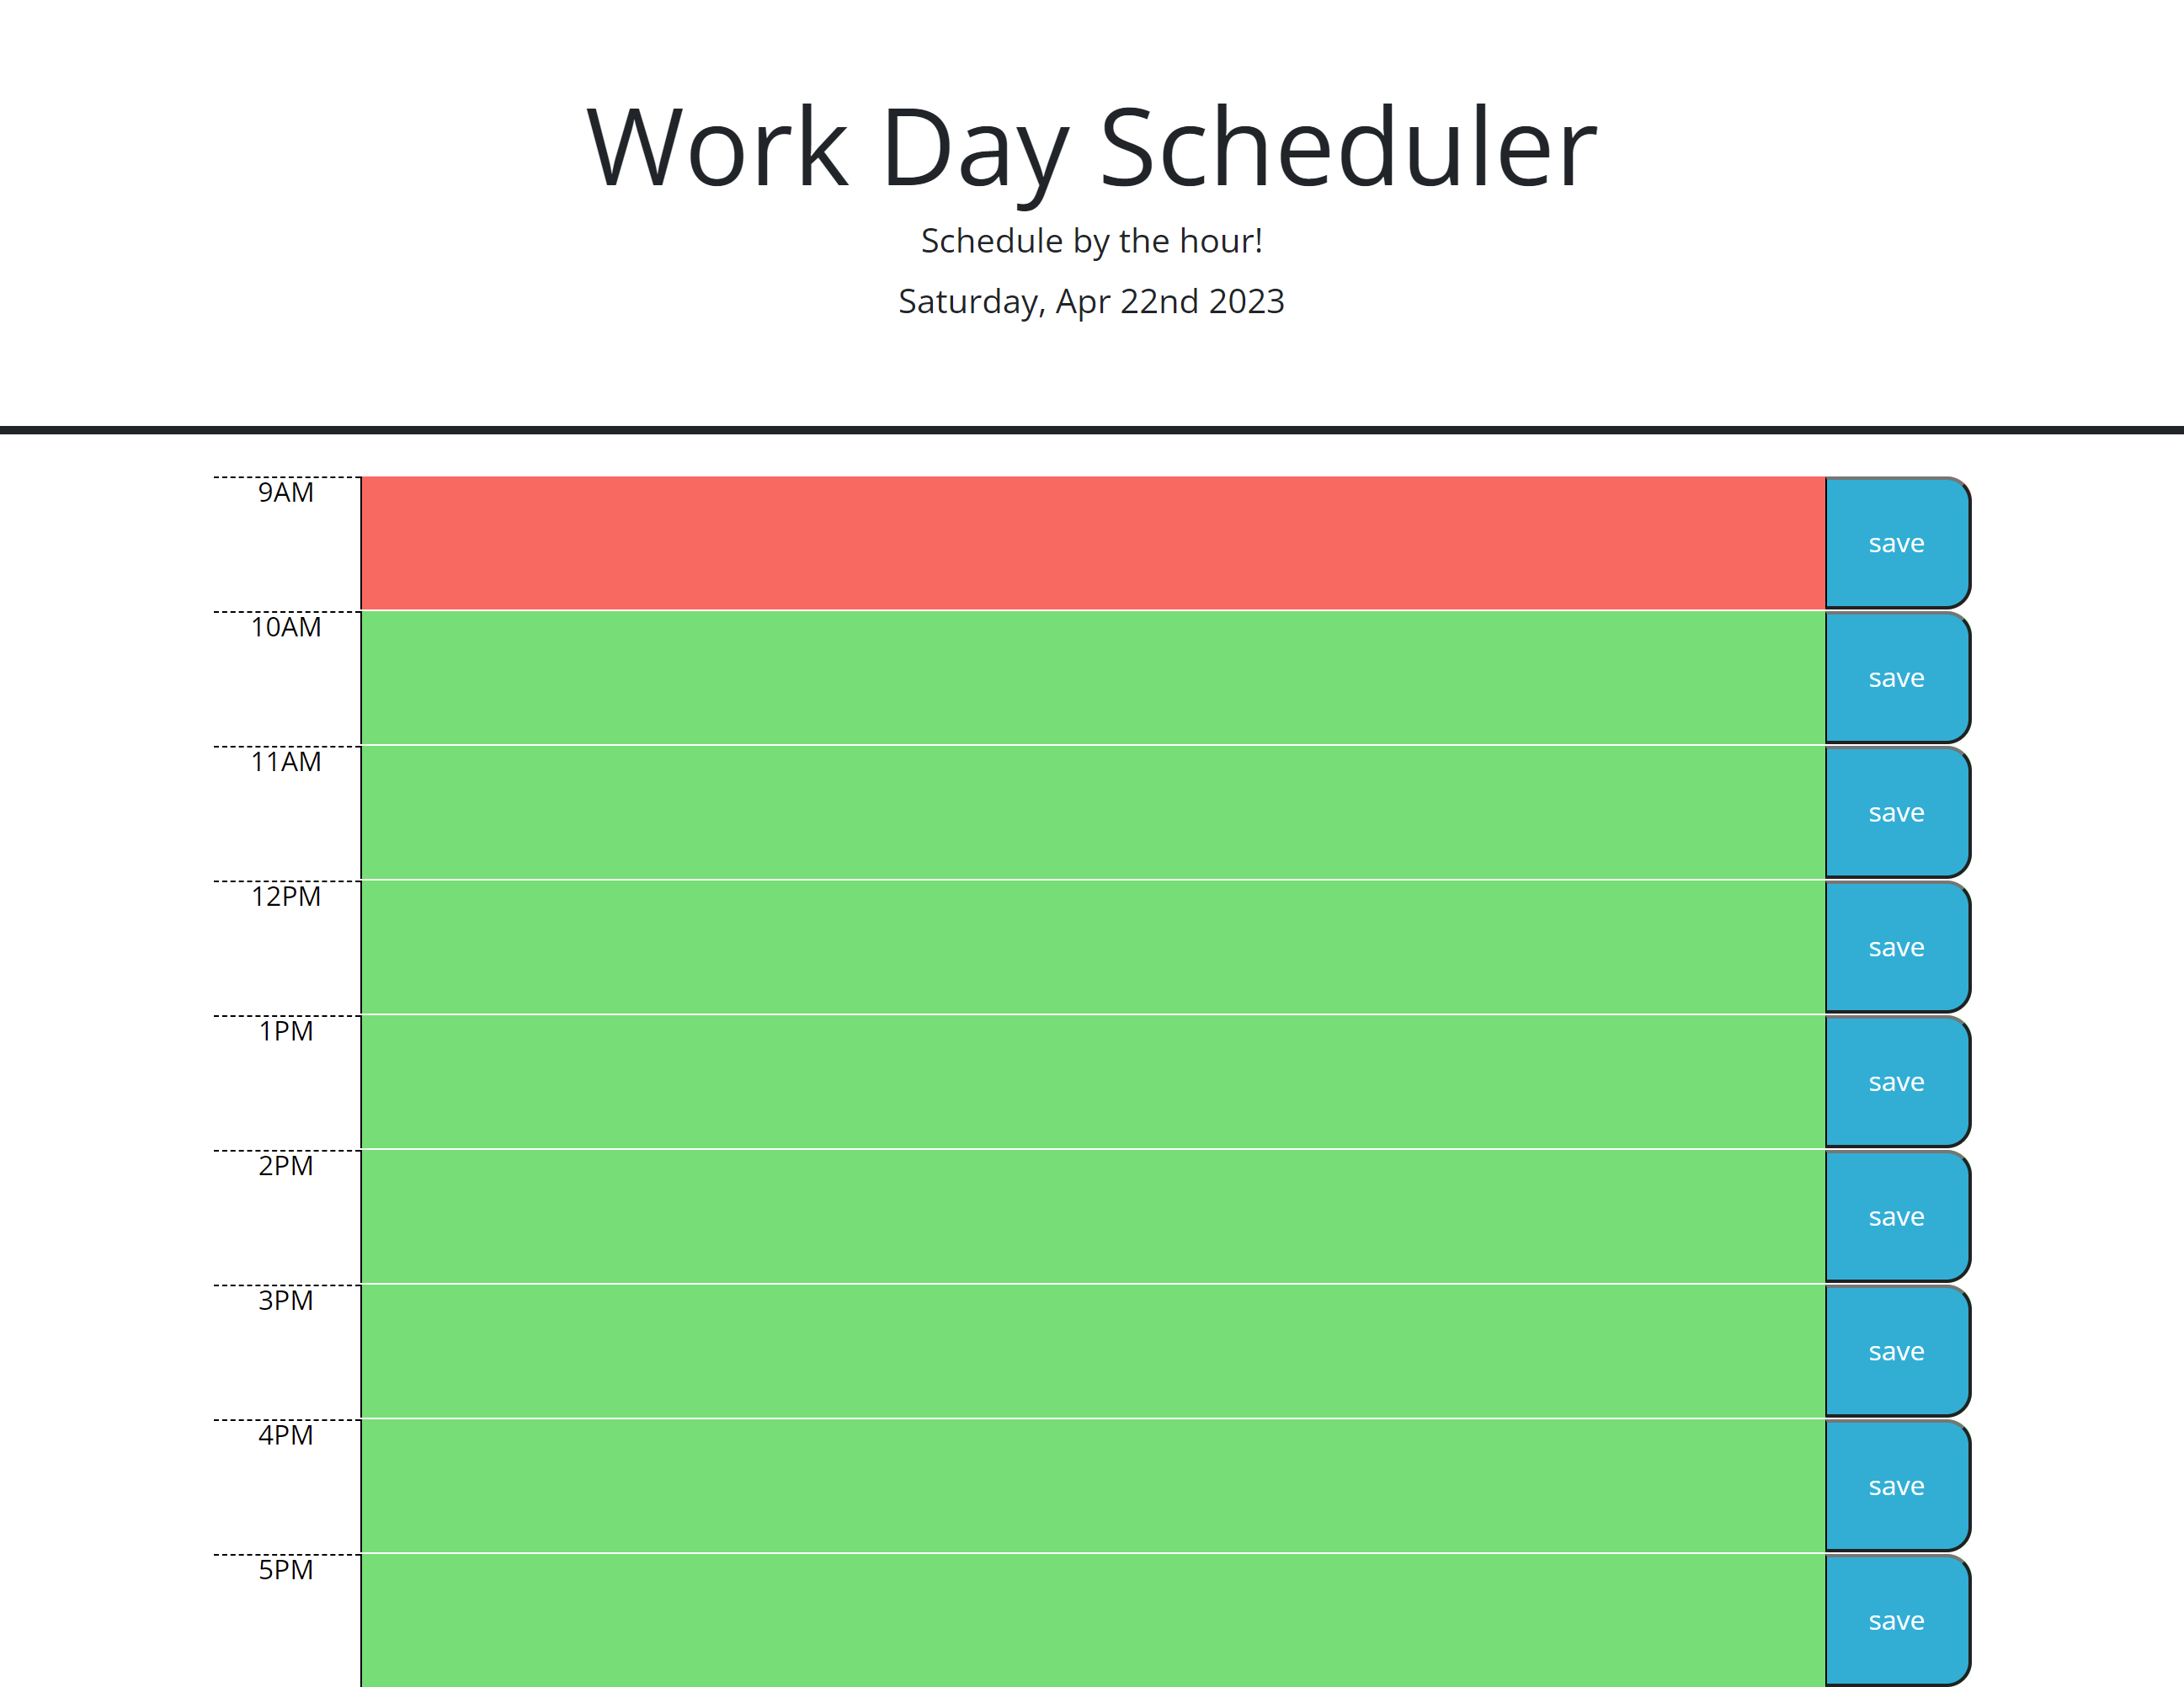 Work Day Scheduler
Schedule by the hour!
Saturday, Apr 22nd 2023
9AM
save
10AM
save
11AM
save
12PM
save
1PM
save
2PM
save
3PM
save
4PM
save
5PM
save